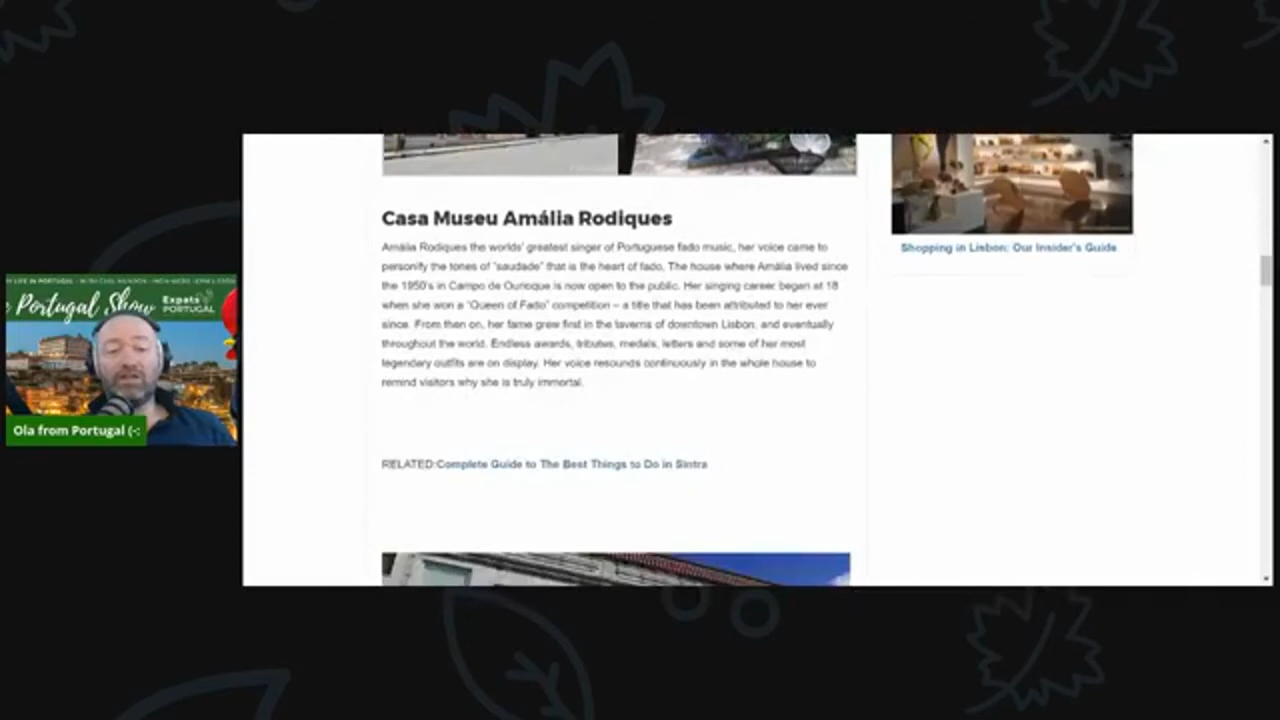 e Portugal Show
Expats
PORTUGAL
Ola from Portugal (-:
Casa Museu Amália Rodiques
Amália Rodiques the worlds' greatest singer of Portuguese fado music, her voice came to
personify the tones of "saudade" that is the heart of fado. The house where Amália lived since
the 1950's in Campo de Ourioque is now open to the public. Her singing career began at 18
when she won a "Queen of Fado" competition – a title that has been attributed to her ever
since. From then on, her fame grew first in the taverns of downtown Lisbon, and eventually
throughout the world. Endless awards, tributes, medals, letters and some of her most
legendary outfits are on display. Her voice resounds continuously in the whole house to
remind visitors why she is truly immortal.
RELATED:Complete Guide to The Best Things to Do in Sintra
Shopping in Lisbon: Our Insider's Guide